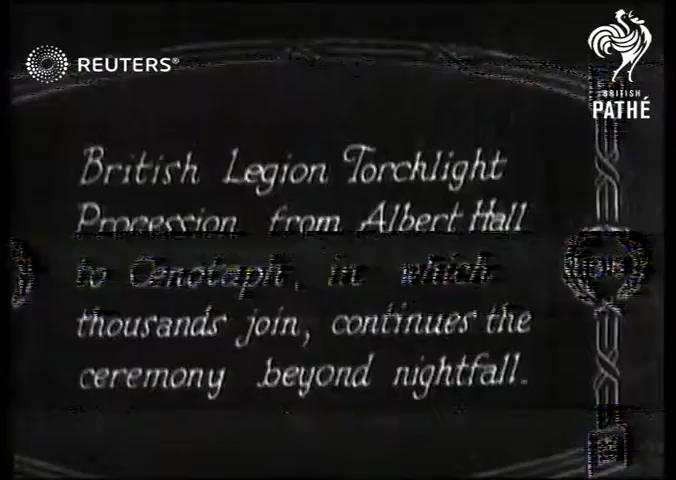 REUTERS
BRITISH
PATHÉ
British Legion Torchlight
Procession from Albert Hall
to Cenotaph, in which
thousands join, continues the
ceremony beyond nightfall.